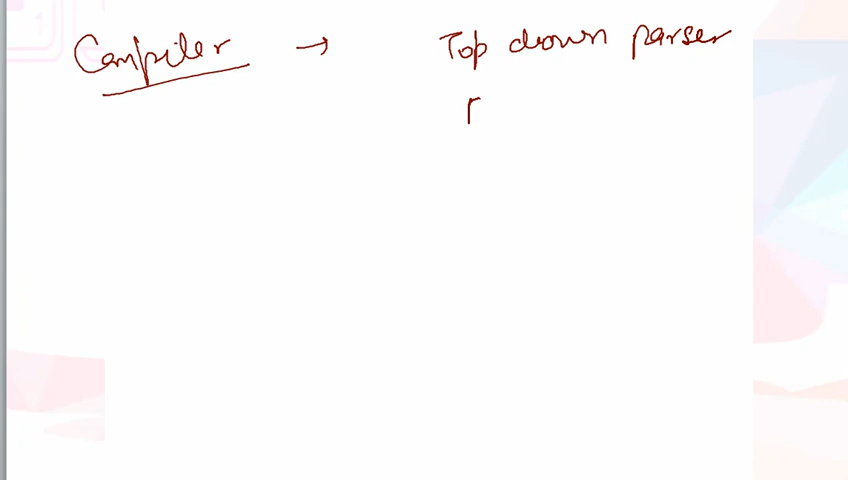 Compiler → Top down parser